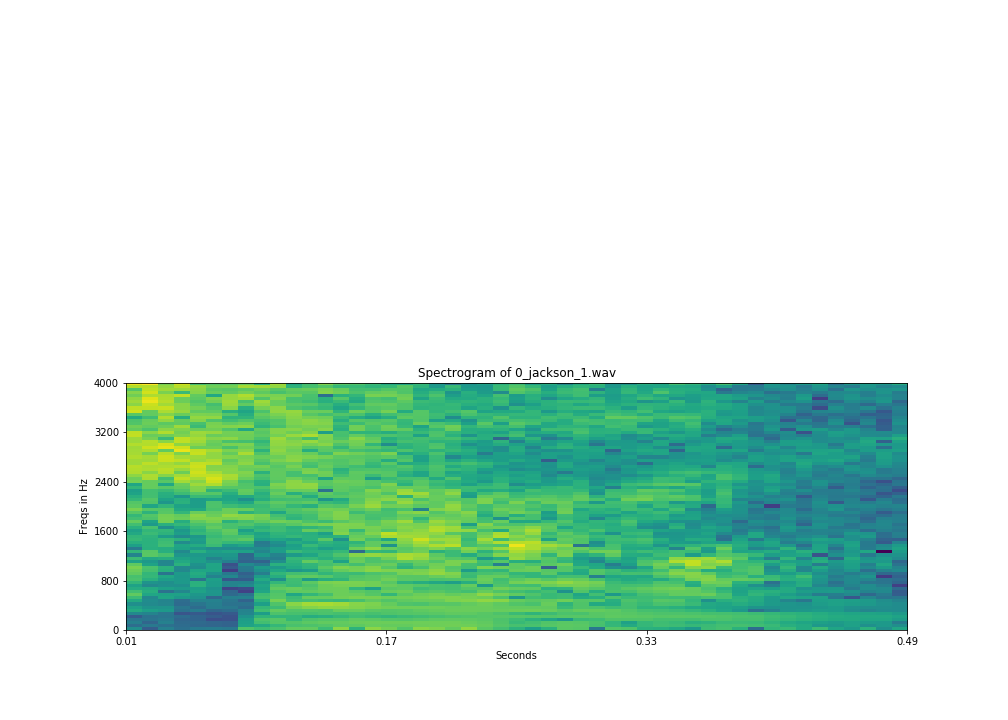 Spectrogram of 0_jackson_1.wav
4000
3200
2400
1600
800
0
Freqs in Hz
0.01 0.17 0.33 0.49
Seconds